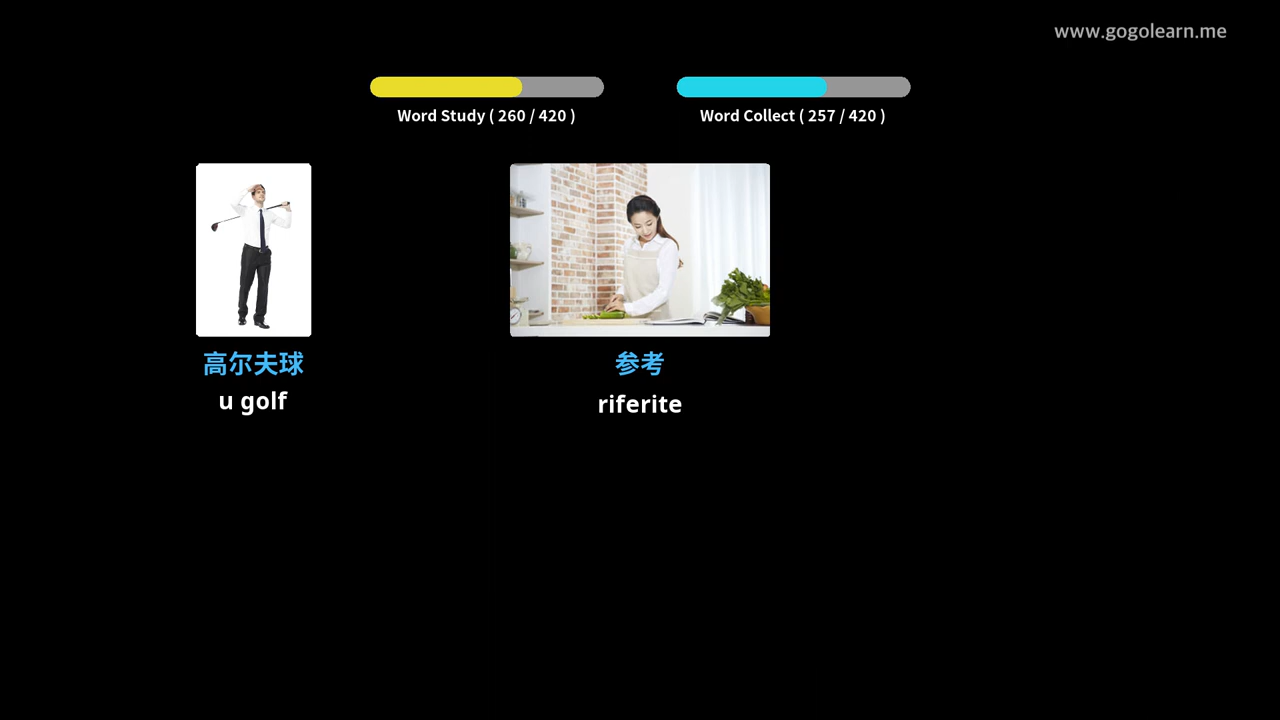 www.gogolearn.me
Word Study ( 260 / 420 )
Word Collect ( 257 / 420 )
高尔夫球
u golf
参考
riferite